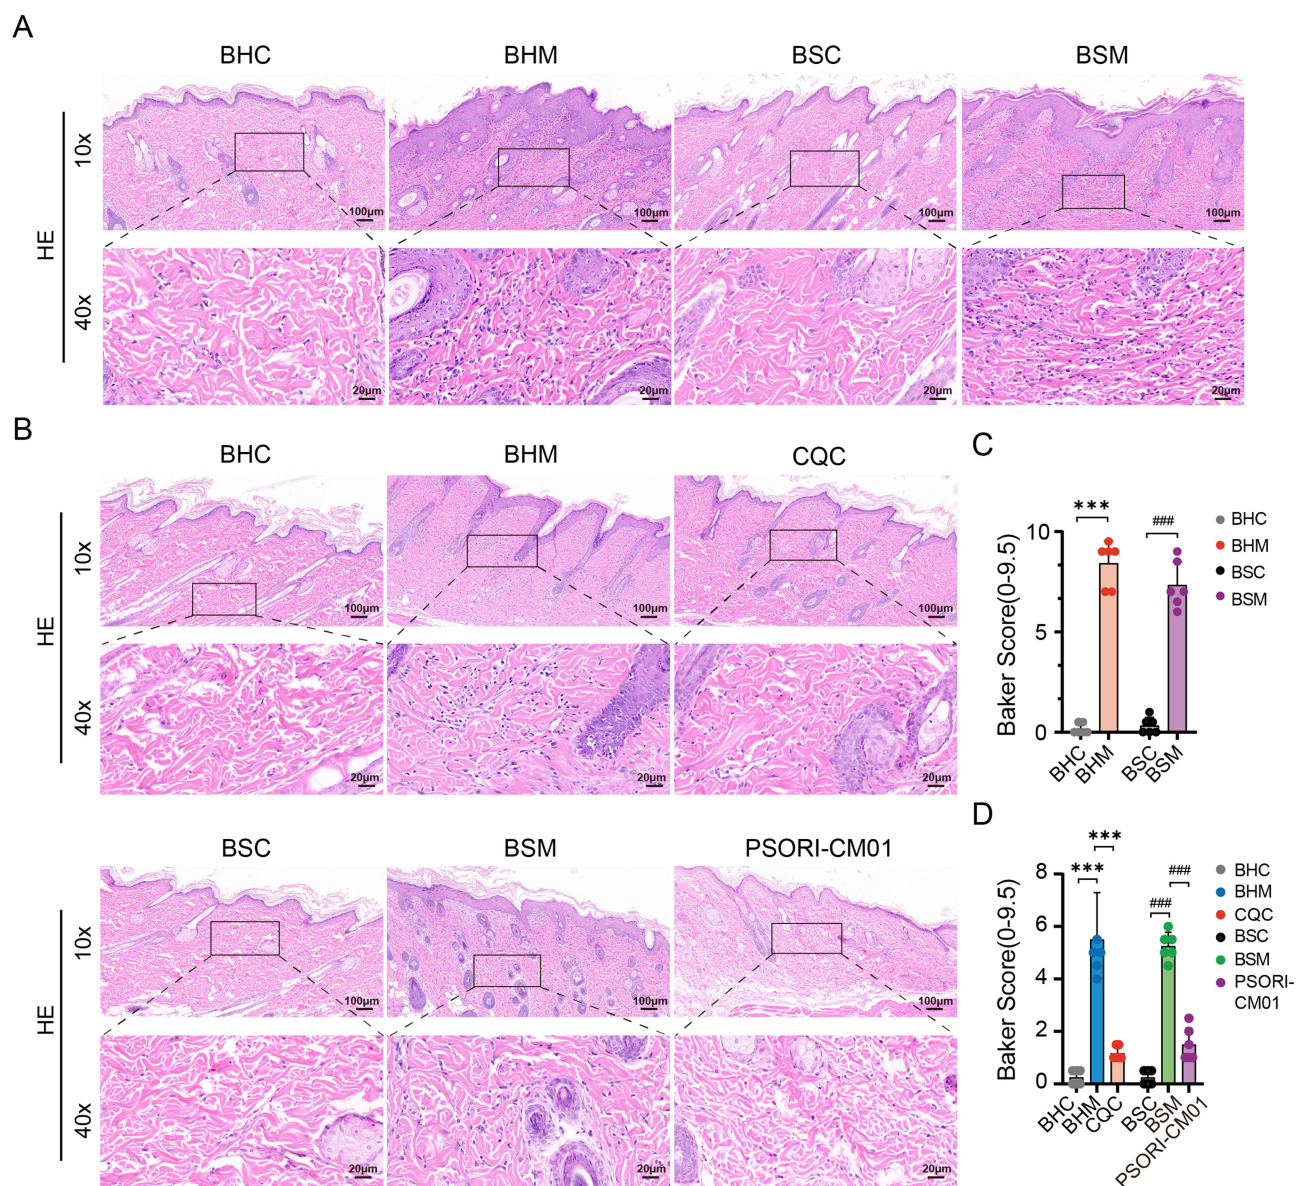 A
BHC BHM BSC BSM
HE
10x
100μm 100μm 100μm 100μm
40x
20μm 20μm 20μm 20μm
B
BHC BHM CQC
HE
10x
100μm 100μm 100μm
40x
20μm 20μm 20μm
BSC BSM PSORI-CM01
HE
10x
100μm 100μm 100μm
40x
20μm 20μm 20μm
C
Baker Score(0-9.5)
10
5
0
*** ###
BHC BHM BSC BSM
BHC
BHM
BSC
BSM
D
Baker Score(0-9.5)
8
6
4
2
0
*** *** ### ###
BHC BHM CQC BSC BSM PSORI-CM01
BHC
BHM
CQC
BSC
BSM
PSORI-
CM01